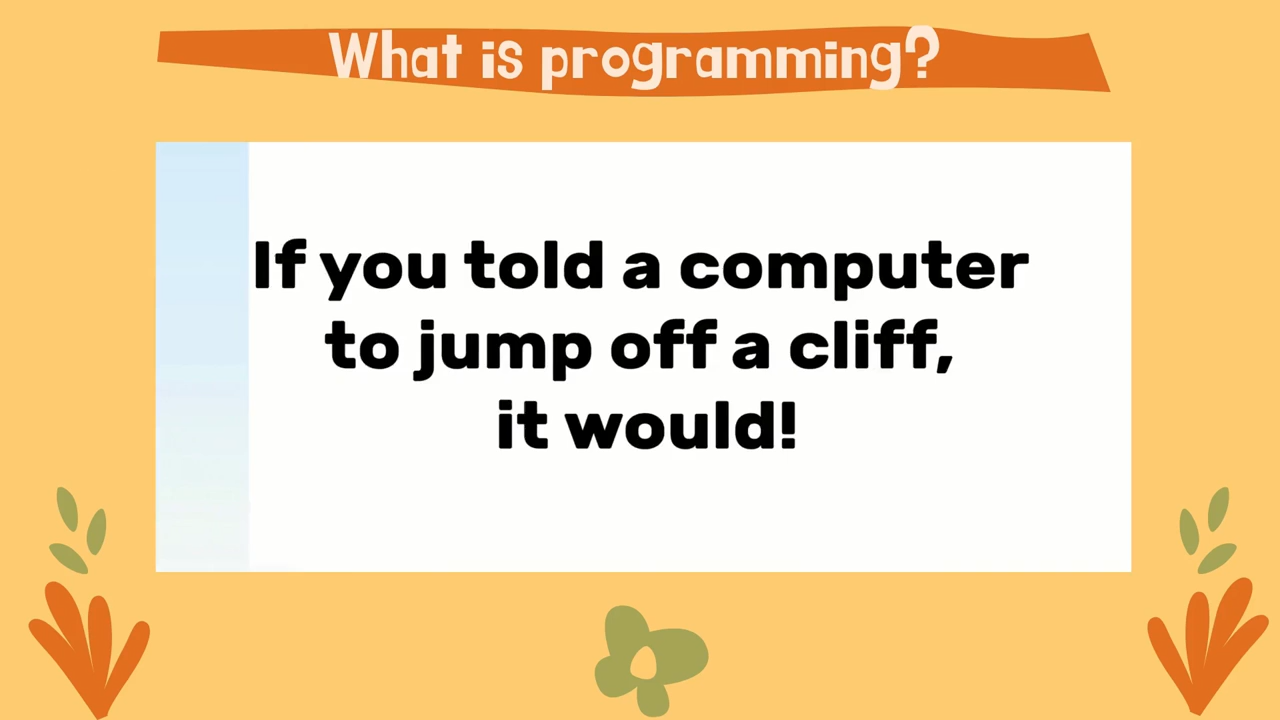 What is programming?
If you told a computer
to jump off a cliff,
it would!